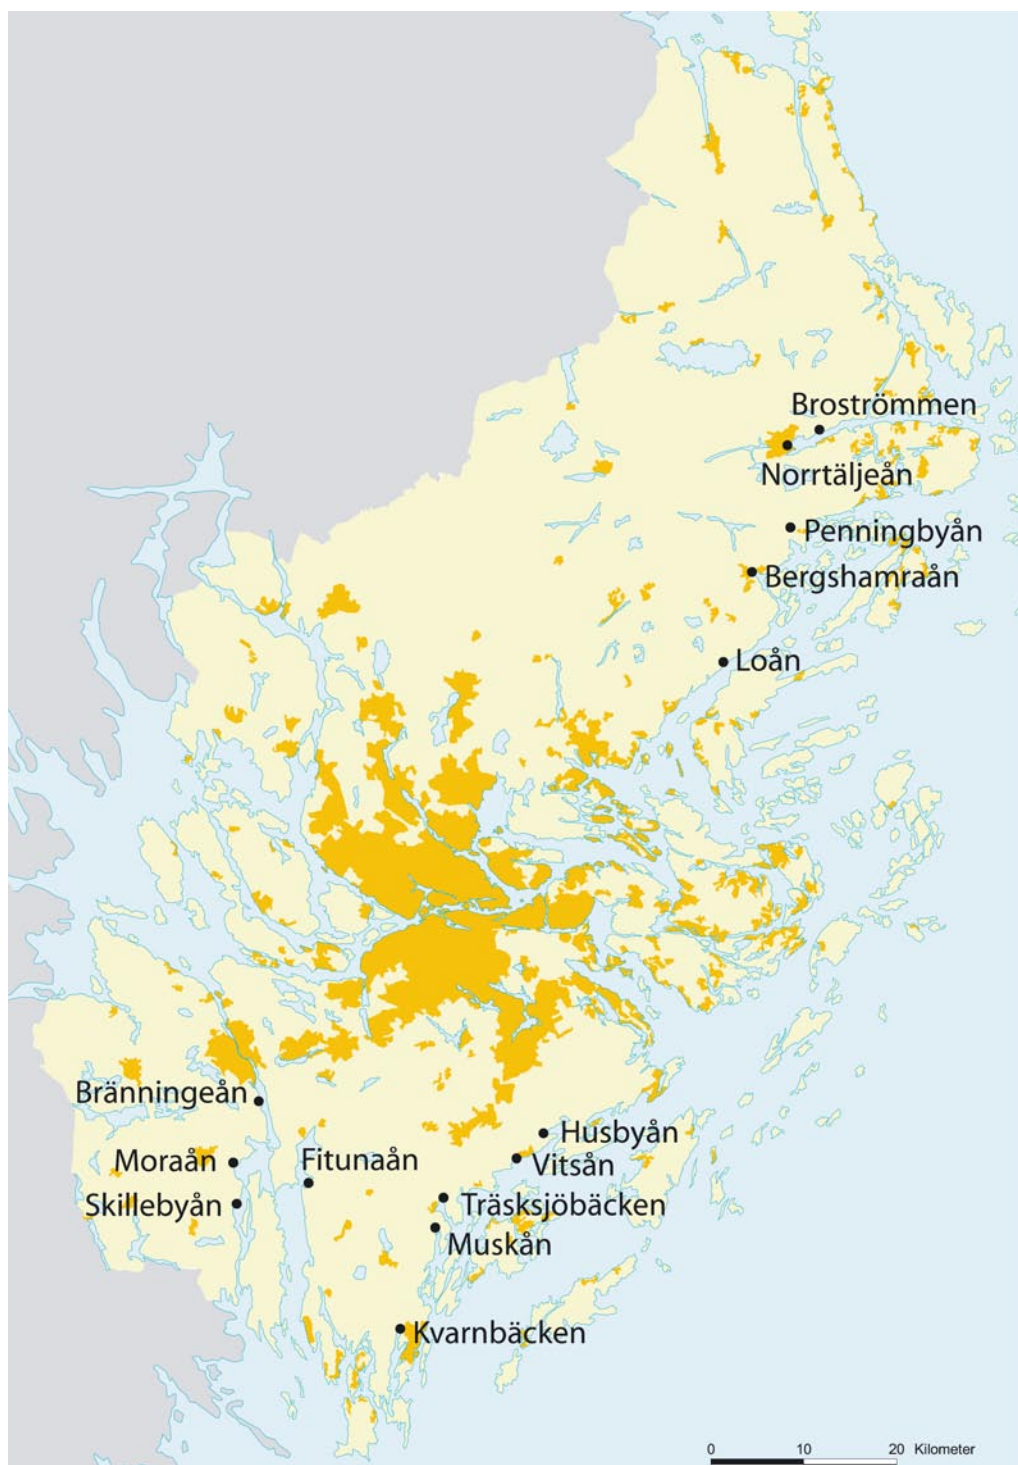 Broströmmen
Norrtäljeån
Penningbyån
Bergshamraån
Loån
Bränningeån
Husbyån
Moraån
Fitunaån
Vitsån
Skillebyån
Träsksjöbäcken
Muskån
Kvarnbäcken
0 10 20 Kilometer